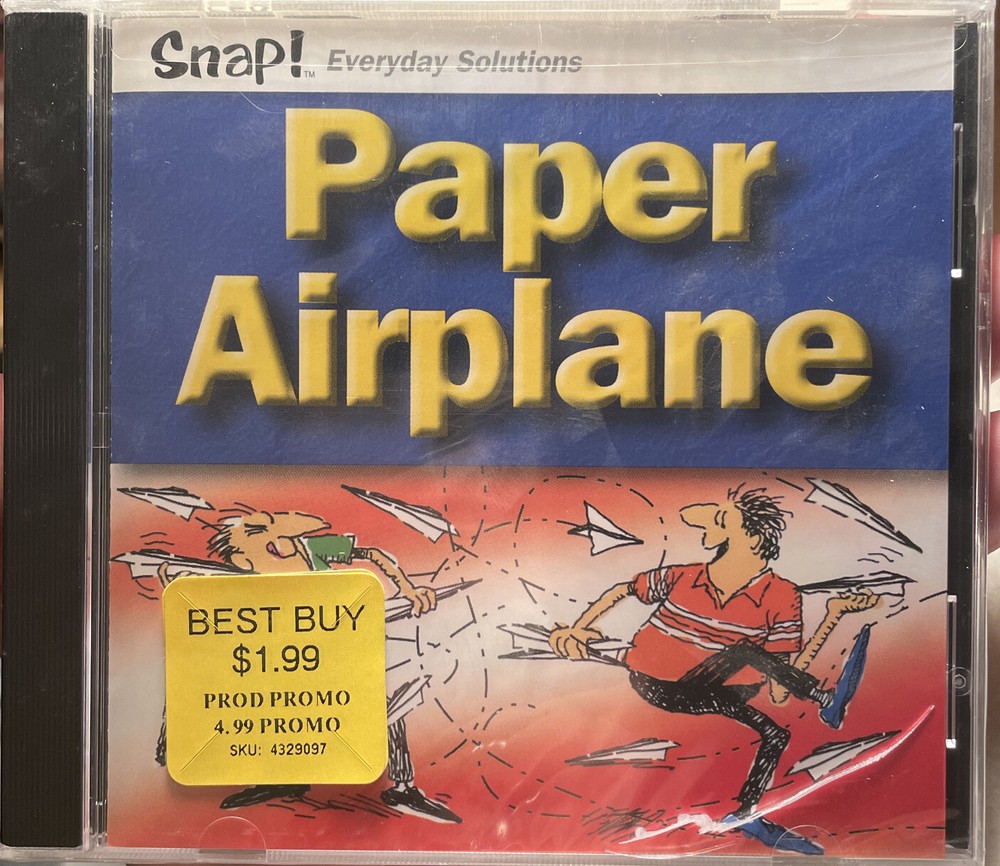 Snap!™ Everyday Solutions
Paper
Airplane
BEST BUY
$1.99
PROD PROMO
4.99 PROMO
SKU: 4329097